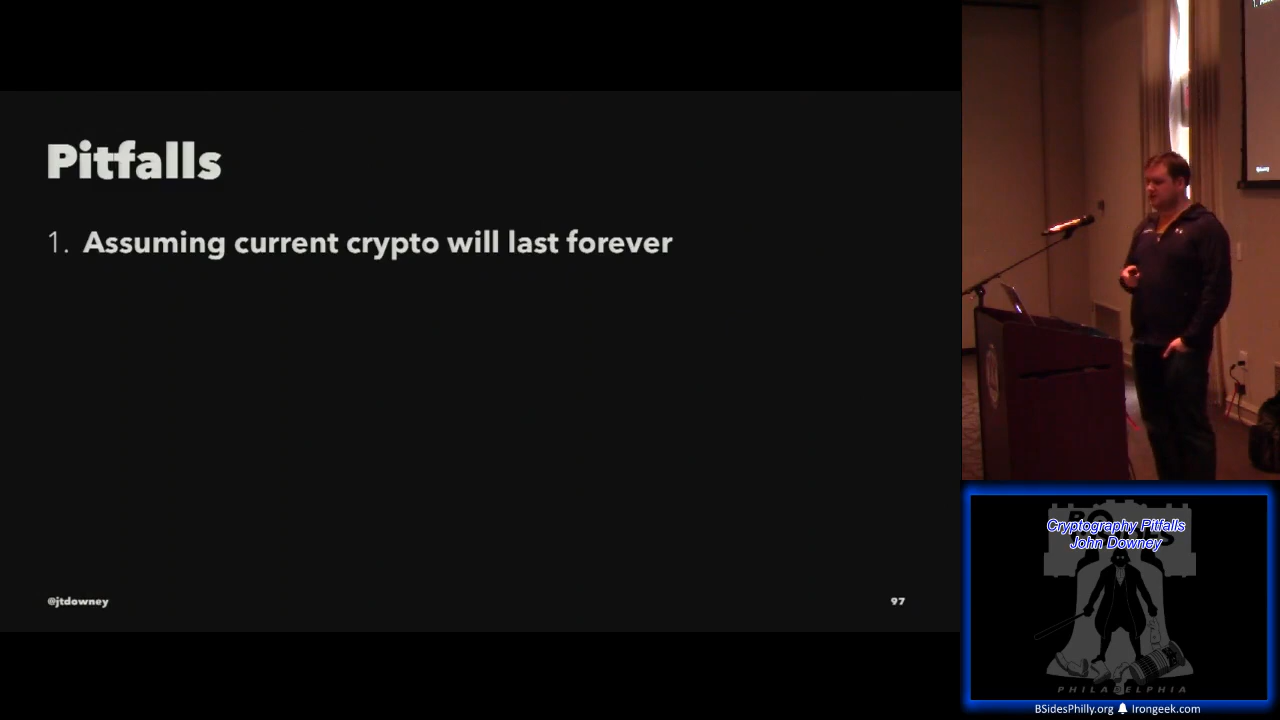 Pitfalls
1. Assuming current crypto will last forever
@jtdowney
97
Cryptography Pitfalls
John Downey
PHILADELPHIA
BSidesPhilly.org Irongeek.com